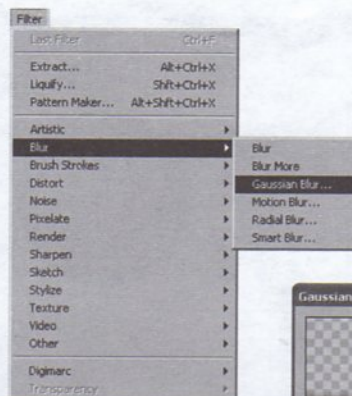 Filter
Last Filter Ctrl+F
Extract... Alt+Ctrl+X
Liquify... Shft+Ctrl+X
Pattern Maker... Alt+Shft+Ctrl+X
Artistic
Blur
Brush Strokes
Distort
Noise
Pixelate
Render
Sharpen
Sketch
Stylize
Texture
Video
Other
Digimarc
Transparency
Blur
Blur More
Gaussian Blur...
Motion Blur...
Radial Blur...
Smart Blur...
Gaussian